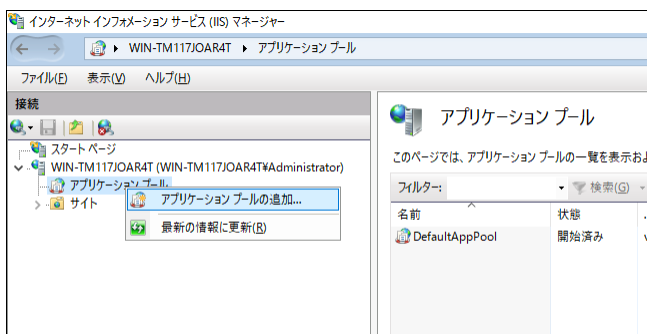 インターネット インフォメーション サービス (IIS) マネージャー
WIN-TM117JOAR4T アプリケーション プール
ファイル(F) 表示(V) ヘルプ(H)
接続
スタート ページ
WIN-TM117JOAR4T (WIN-TM117JOAR4T¥Administrator)
アプリケーション プール
サイト
アプリケーション プールの追加...
最新の情報に更新(R)
アプリケーション プール
このページでは、アプリケーション プールの一覧を表示
フィルター: 検索(G)
名前 状態
DefaultAppPool 開始済み